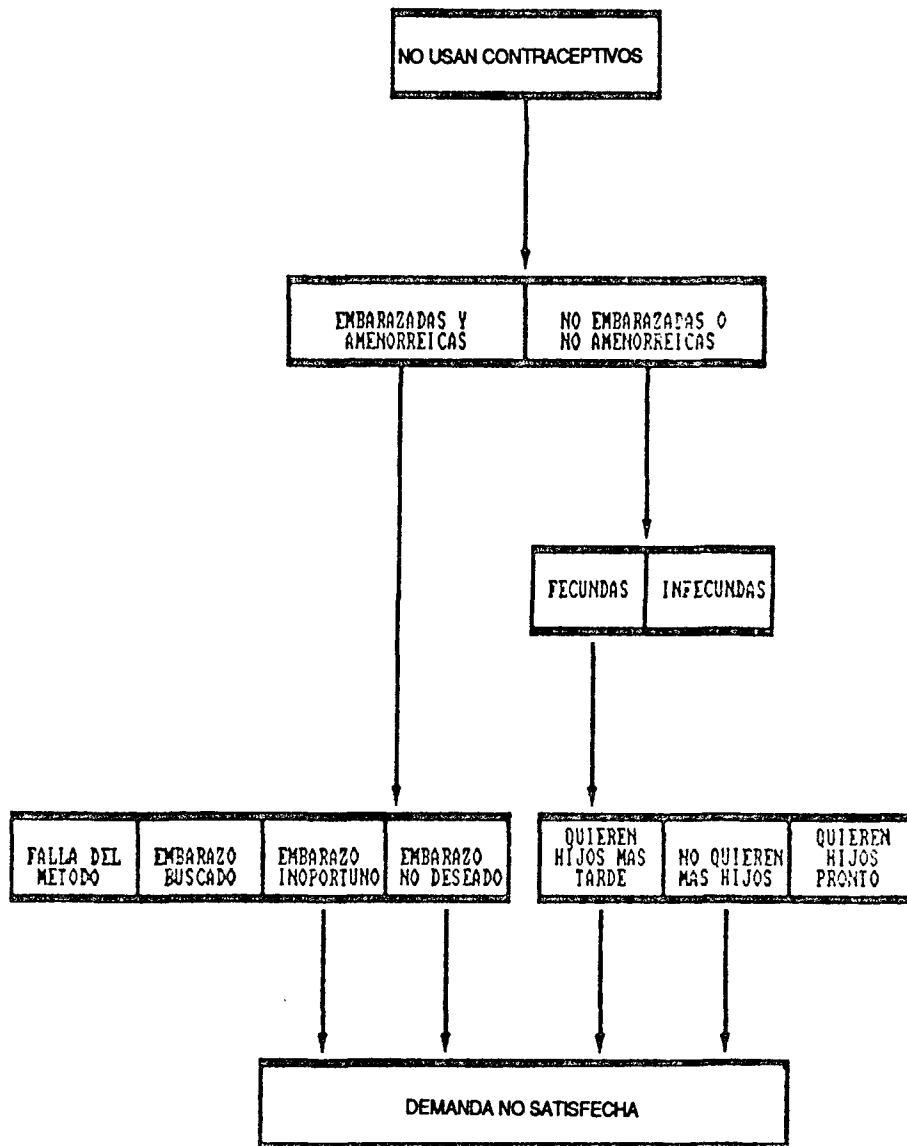 NO USAN CONTRACEPTIVOS
EMBARAZADAS Y
AMENORREICAS
NO EMBARAZADAS O
NO AMENORREICAS
FECUNDAS
INFECUNDAS
FALLA DEL
METODO
EMBARAZO
BUSCADO
EMBARAZO
INOPORTUNO
EMBARAZO
NO DESEADO
QUIEREN
HIJOS MAS
TARDE
NO QUIEREN
MAS HIJOS
QUIEREN
HIJOS
PRONTO
DEMANDA NO SATISFECHA